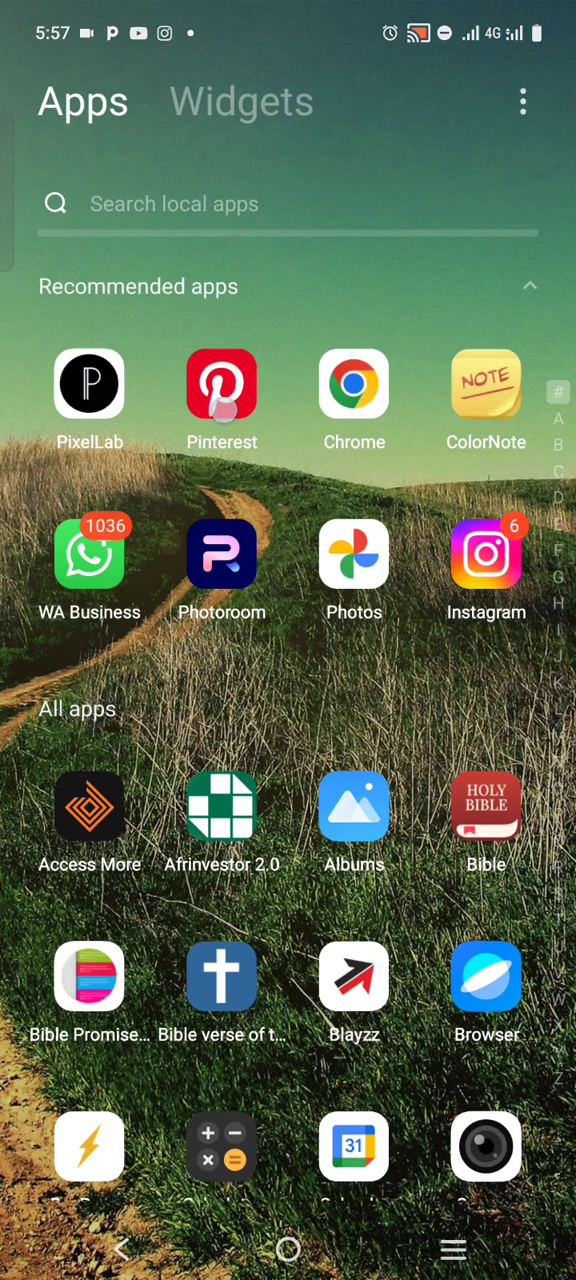 5:57
4G
Apps Widgets
Search local apps
Recommended apps
PixelLab Pinterest Chrome ColorNote
NOTE
1036
6
WA Business Photoroom Photos Instagram
All apps
HOLY
BIBLE
Access More Afrinvestor 2.0 Albums Bible
Bible Promise... Bible verse of t... Blayzz Browser
31
#
A
B
C
D
E
F
G
H
I
J
K